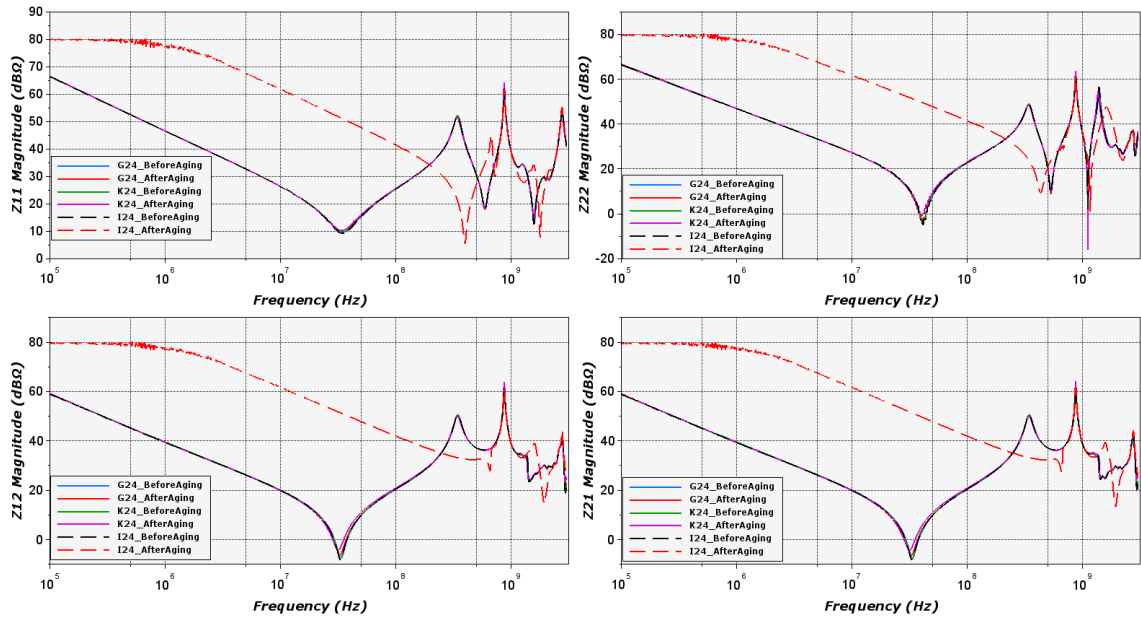 90
80
70
60
50
40
30
20
10
0
Z11 Magnitude (dBΩ)
G24_BeforeAging
G24_AfterAging
K24_BeforeAging
K24_AfterAging
I24_BeforeAging
I24_AfterAging
10^5 10^6 10^7 10^8 10^9
Frequency (Hz)
80
60
40
20
0
-20
Z22 Magnitude (dBΩ)
G24_BeforeAging
G24_AfterAging
K24_BeforeAging
K24_AfterAging
I24_BeforeAging
I24_AfterAging
10^5 10^6 10^7 10^8 10^9
Frequency (Hz)
80
60
40
20
0
Z12 Magnitude (dBΩ)
G24_BeforeAging
G24_AfterAging
K24_BeforeAging
K24_AfterAging
I24_BeforeAging
I24_AfterAging
10^5 10^6 10^7 10^8 10^9
Frequency (Hz)
80
60
40
20
0
Z21 Magnitude (dBΩ)
G24_BeforeAging
G24_AfterAging
K24_BeforeAging
K24_AfterAging
I24_BeforeAging
I24_AfterAging
10^5 10^6 10^7 10^8 10^9
Frequency (Hz)